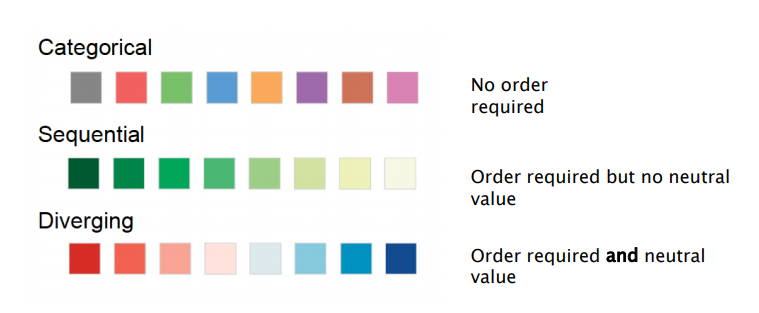 Categorical
No order
required
Sequential
Order required but no neutral
value
Diverging
Order required and neutral
value